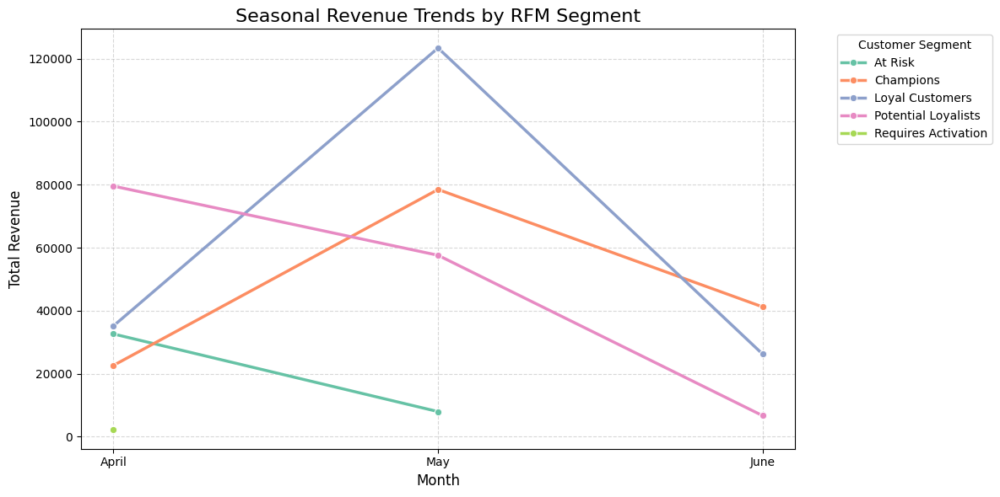 Seasonal Revenue Trends by RFM Segment
Customer Segment
At Risk
Champions
Loyal Customers
Potential Loyalists
Requires Activation
Total Revenue
120000
100000
80000
60000
40000
20000
0
April
May
June
Month